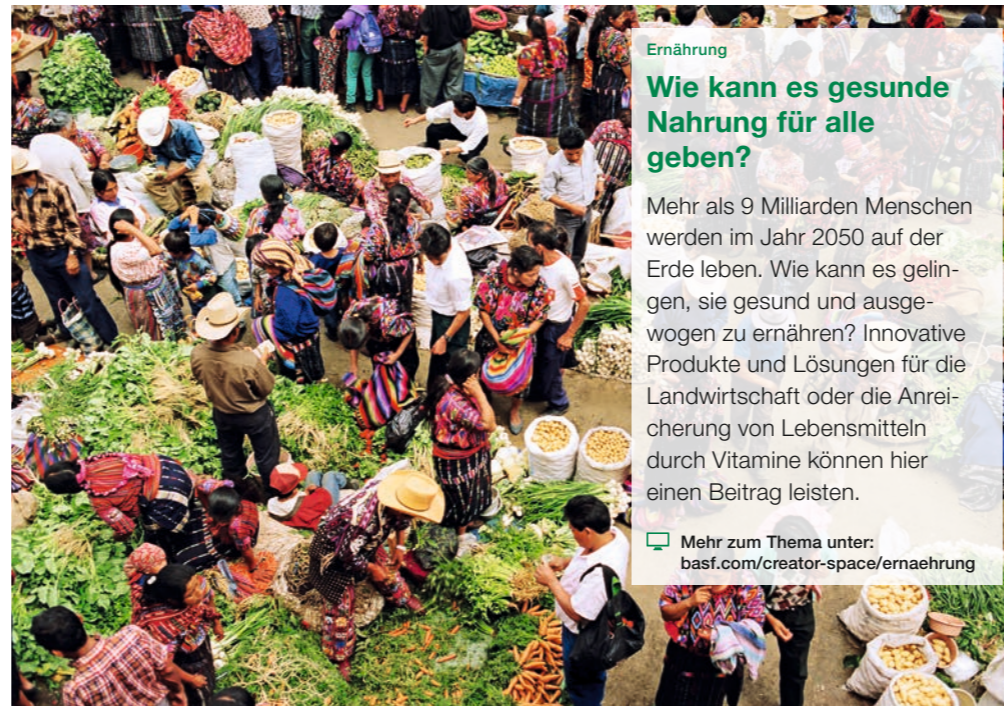 Ernährung
Wie kann es gesunde
Nahrung für alle
geben?
Mehr als 9 Milliarden Menschen
werden im Jahr 2050 auf der
Erde leben. Wie kann es gelin-
gen, sie gesund und ausge-
wogen zu ernähren? Innovative
Produkte und Lösungen für die
Landwirtschaft oder die Anrei-
cherung von Lebensmitteln
durch Vitamine können hier
einen Beitrag leisten.
Mehr zum Thema unter:
basf.com/creator-space/ernaehrung